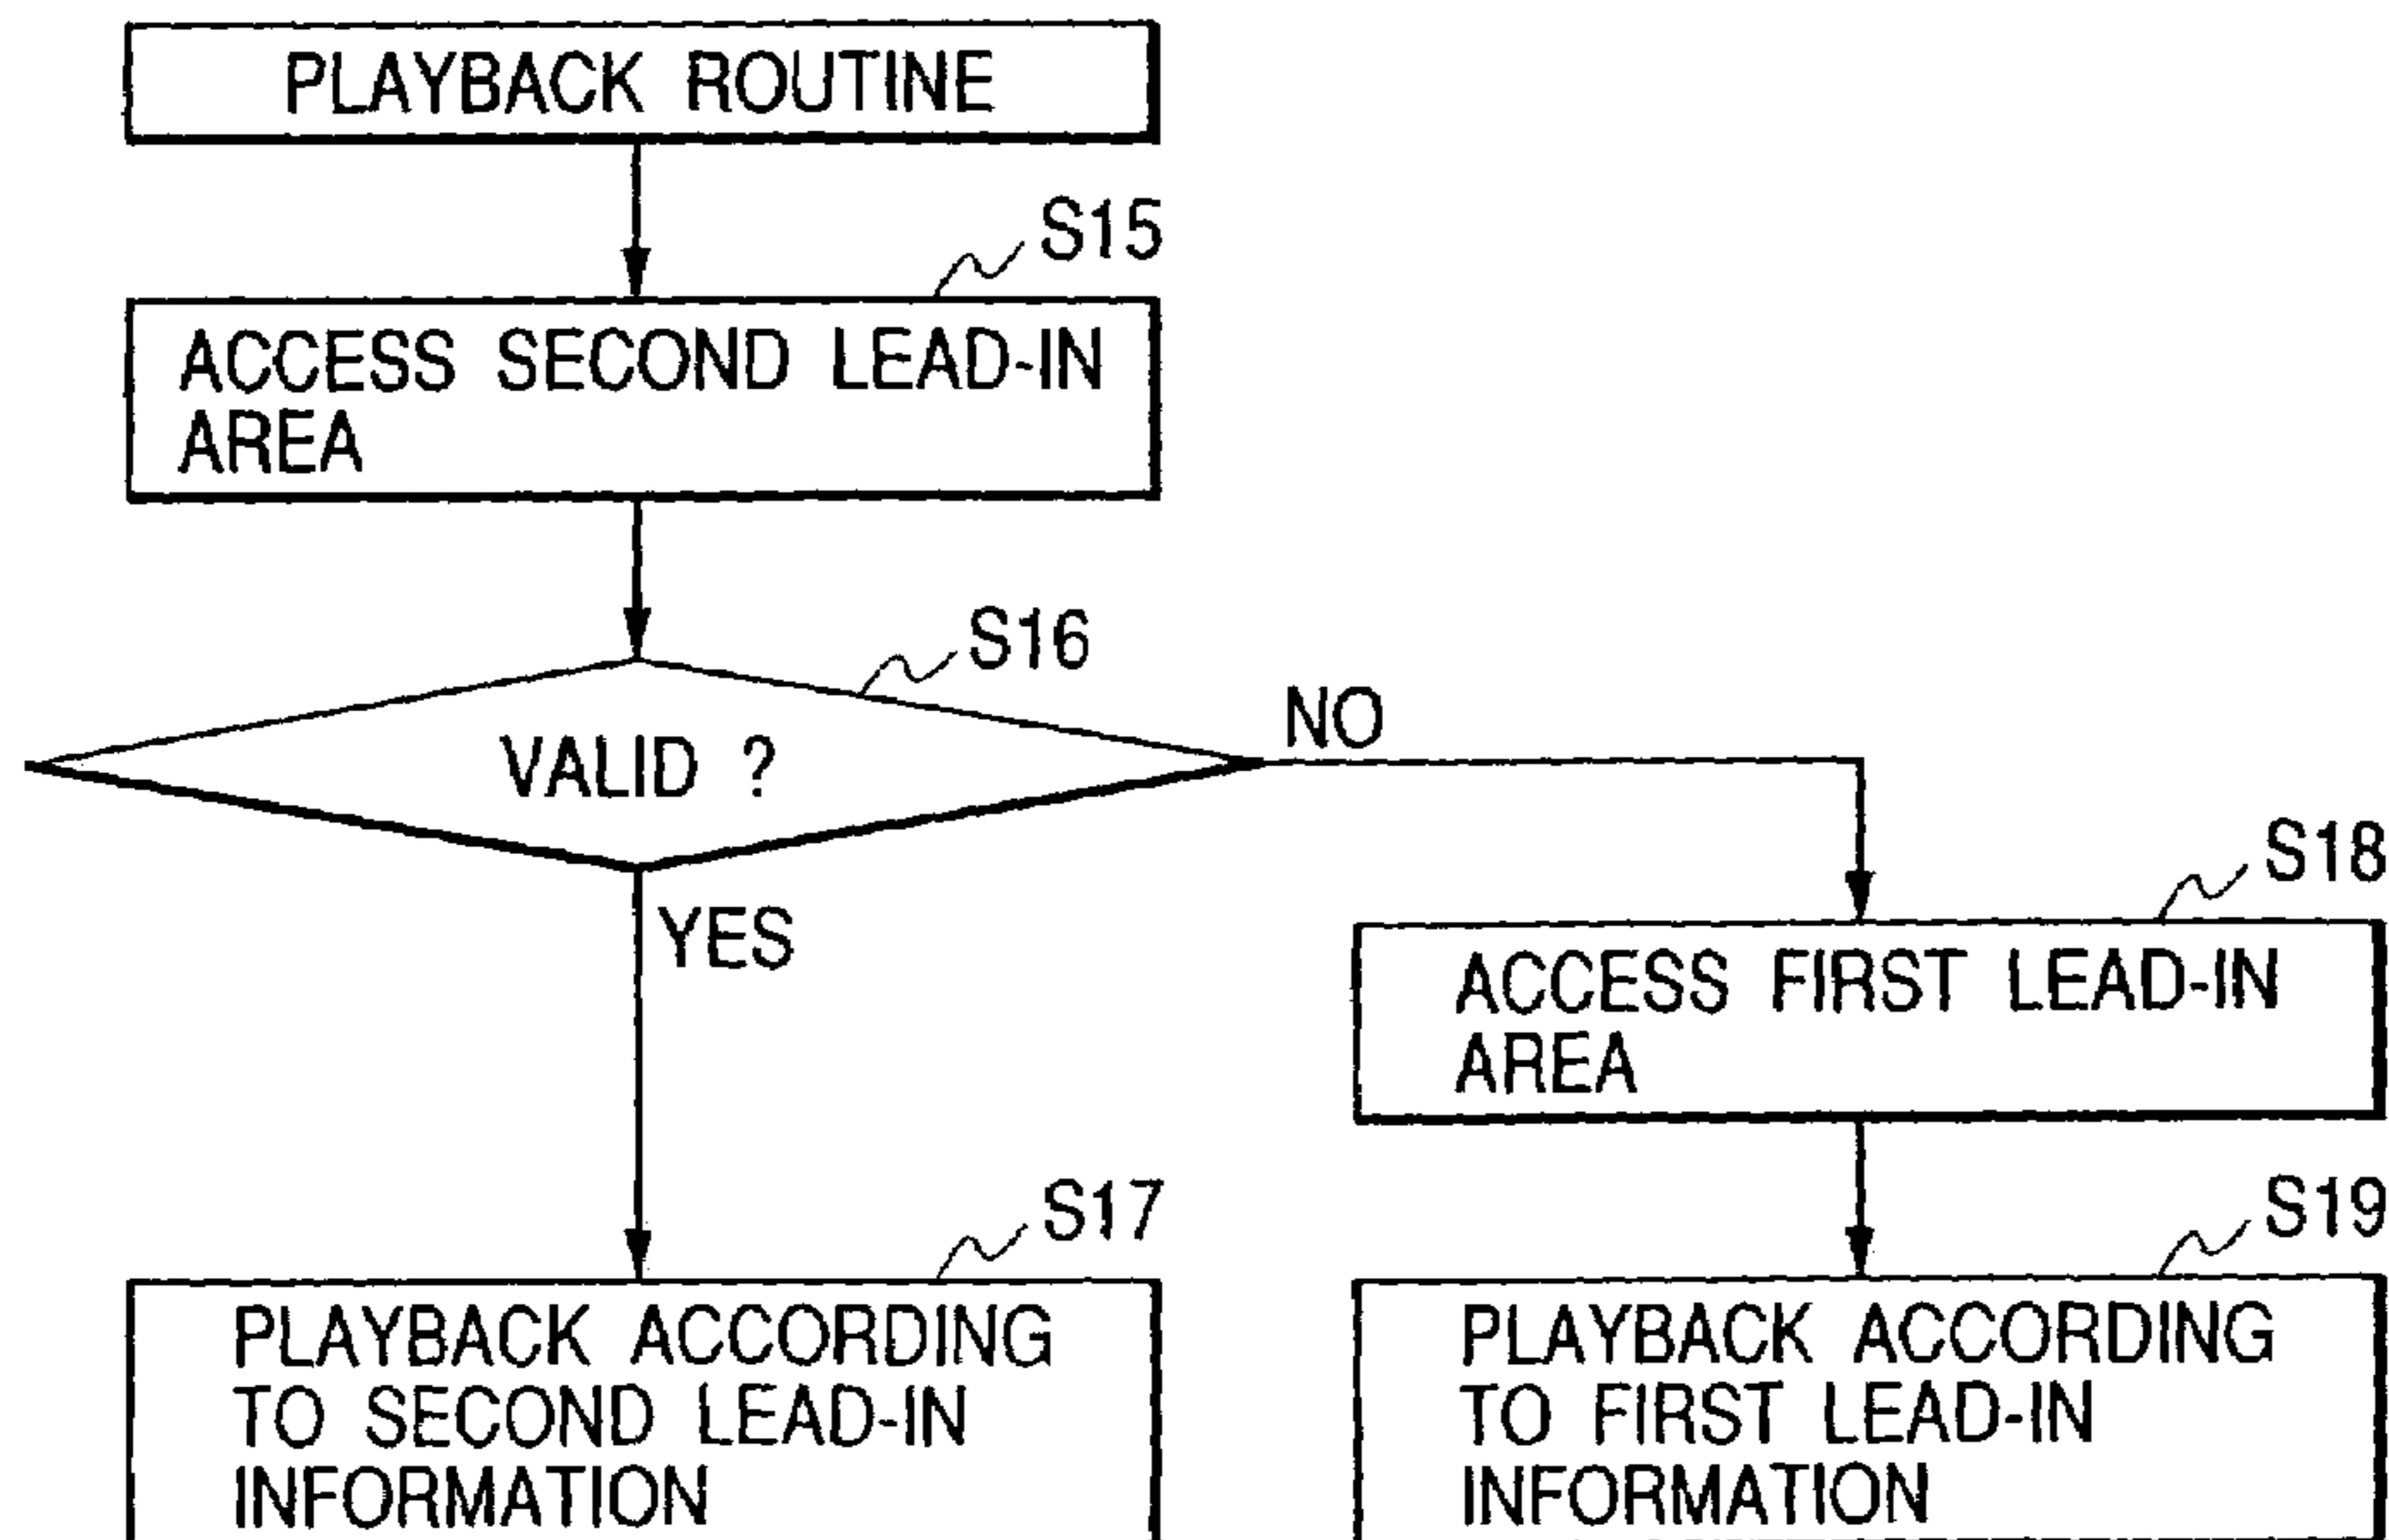 PLAYBACK ROUTINE
S15
ACCESS SECOND LEAD-IN
AREA
S16
VALID ?
NO
YES
S18
ACCESS FIRST LEAD-IN
AREA
S17
PLAYBACK ACCORDING
TO SECOND LEAD-IN
INFORMATION
S19
PLAYBACK ACCORDING
TO FIRST LEAD-IN
INFORMATION